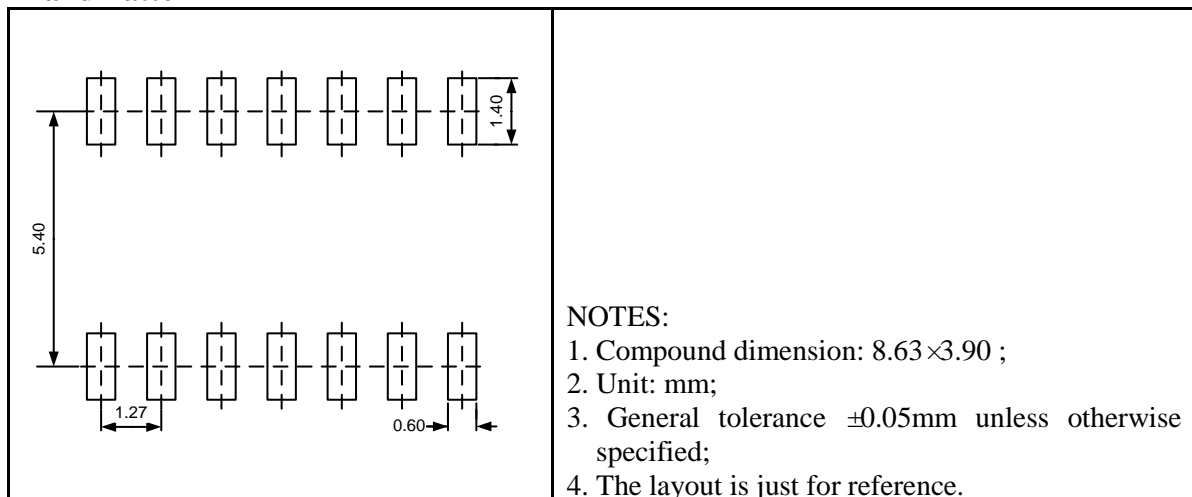 1.40
5.40
1.27
0.60
NOTES:
1. Compound dimension: 8.63×3.90 ;
2. Unit: mm;
3. General tolerance ±0.05mm unless otherwise
specified;
4. The layout is just for reference.